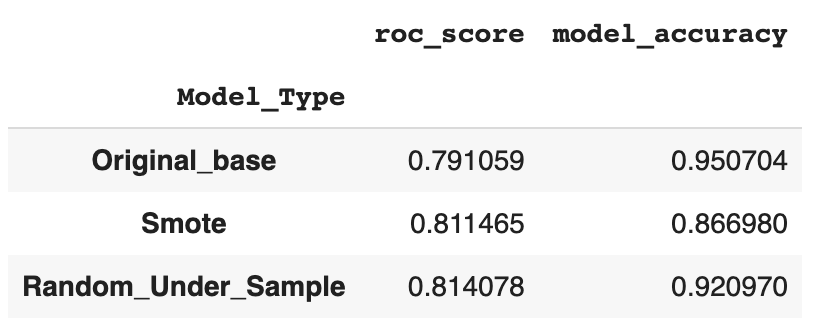 roc_score model_accuracy
Model_Type
Original_base 0.791059 0.950704
Smote 0.811465 0.866980
Random_Under_Sample 0.814078 0.920970